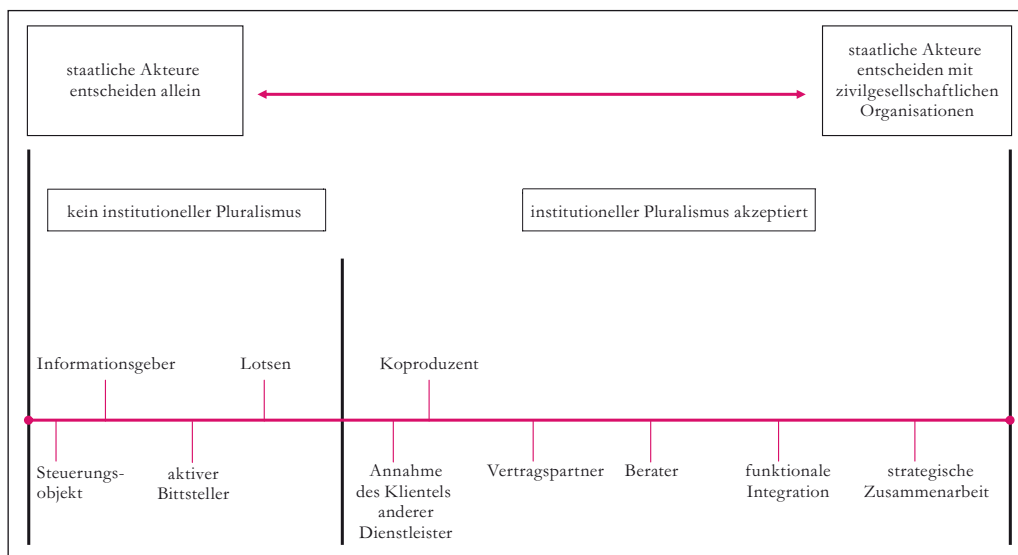 staatliche Akteure
entscheiden allein
staatliche Akteure
entscheiden mit
zivilgesellschaftlichen
Organisationen
kein institutioneller Pluralismus
institutioneller Pluralismus akzeptiert
Informationsgeber
Lotsen
Koproduzent
Steuerungs-
objekt
aktiver
Bittsteller
Annahme
des Klientels
anderer
Dienstleister
Vertragspartner
Berater
funktionale
Integration
strategische
Zusammenarbeit